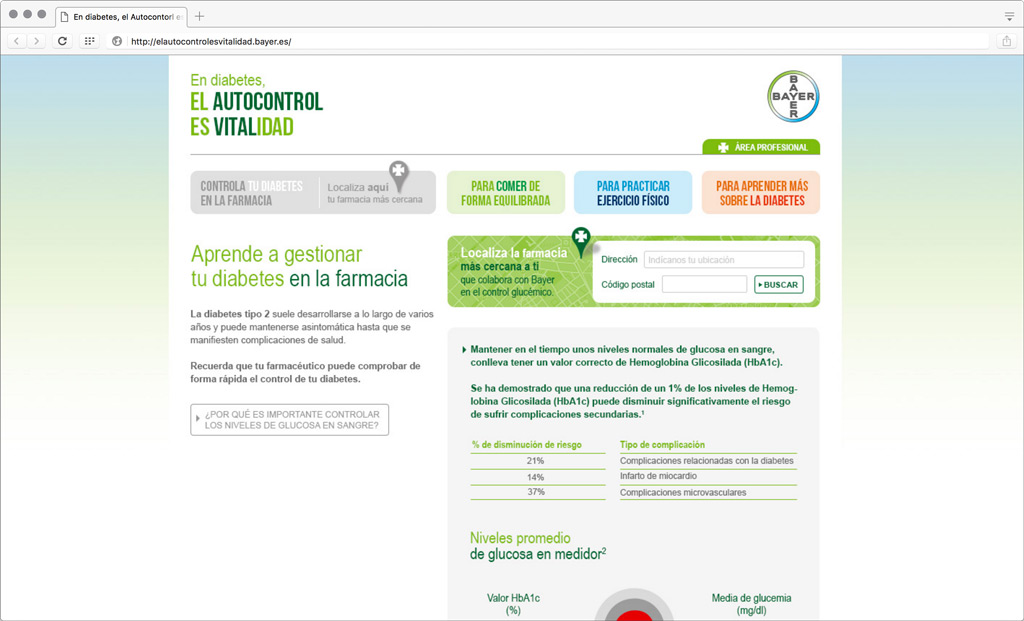 En diabetes, el Autocontorl es
http://elautocontrolesvitalidad.bayer.es/
En diabetes,
EL AUTOCONTROL
ES VITALIDAD
BAYER
BAYER
ÁREA PROFESIONAL
CONTROLA TU DIABETES
EN LA FARMACIA
Localiza aquí
tu farmacia más cercana
PARA COMER DE
FORMA EQUILIBRADA
PARA PRACTICAR
EJERCICIO FÍSICO
PARA APRENDER MÁS
SOBRE LA DIABETES
Aprende a gestionar
tu diabetes en la farmacia
La diabetes tipo 2 suele desarrollarse a lo largo de varios
años y puede mantenerse asintomática hasta que se
manifiesten complicaciones de salud.
Recuerda que tu farmacéutico puede comprobar de
forma rápida el control de tu diabetes.
¿POR QUÉ ES IMPORTANTE CONTROLAR
LOS NIVELES DE GLUCOSA EN SANGRE?
Localiza la farmacia
más cercana a ti
que colabora con Bayer
en el control glucémico.
Dirección Indícanos tu ubicación
Código postal BUSCAR
Mantener en el tiempo unos niveles normales de glucosa en sangre,
conlleva tener un valor correcto de Hemoglobina Glicosilada (HbA1c).
Se ha demostrado que una reducción de un 1% de los niveles de Hemog-
lobina Glicosilada (HbA1c) puede disminuir significativamente el riesgo
de sufrir complicaciones secundarias.¹
% de disminución de riesgo Tipo de complicación
21% Complicaciones relacionadas con la diabetes
14% Infarto de miocardio
37% Complicaciones microvasculares
Niveles promedio
de glucosa en medidor²
Valor HbA1c
(%)
Media de glucemia
(mg/dl)